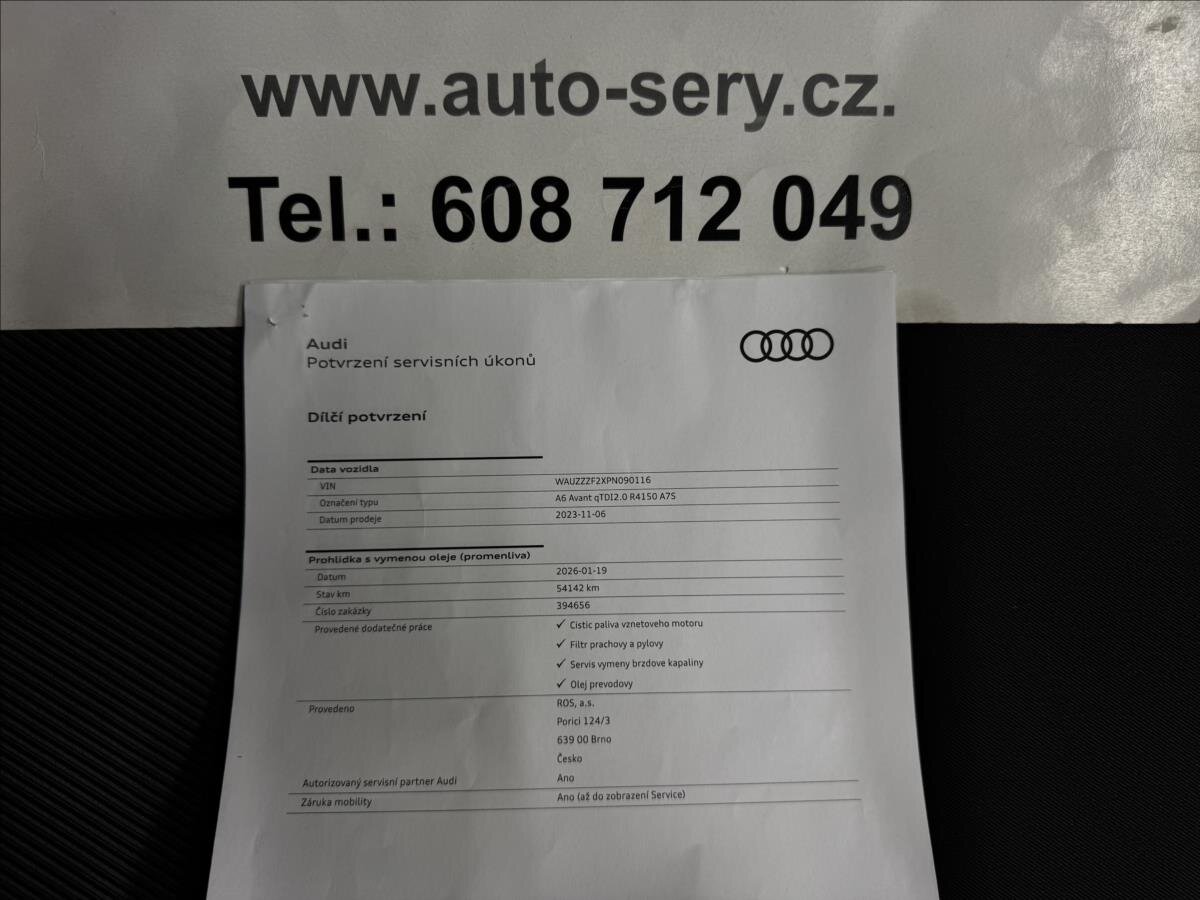 www.auto-sery.cz.
Tel.: 608 712 049
Audi
Potvrzení servisních úkonů
Dílčí potvrzení
Data vozidla
VIN WAUZZZF2XPN090116
Označení typu A6 Avant qTDI2.0 R4150 A7S
Datum prodeje 2023-11-06
Prohlidka s vymenou oleje (promenliva)
Datum 2026-01-19
Stav km 54142 km
Číslo zakázky 394656
Provedené dodatečné práce ✓ Cistic paliva vznetoveho motoru
✓ Filtr prachovy a pylovy
✓ Servis vymeny brzdove kapaliny
✓ Olej prevodovy
Provedeno ROS, a.s.
Porici 124/3
639 00 Brno
Česko
Autorizovaný servisní partner Audi Ano
Záruka mobility Ano (až do zobrazení Service)